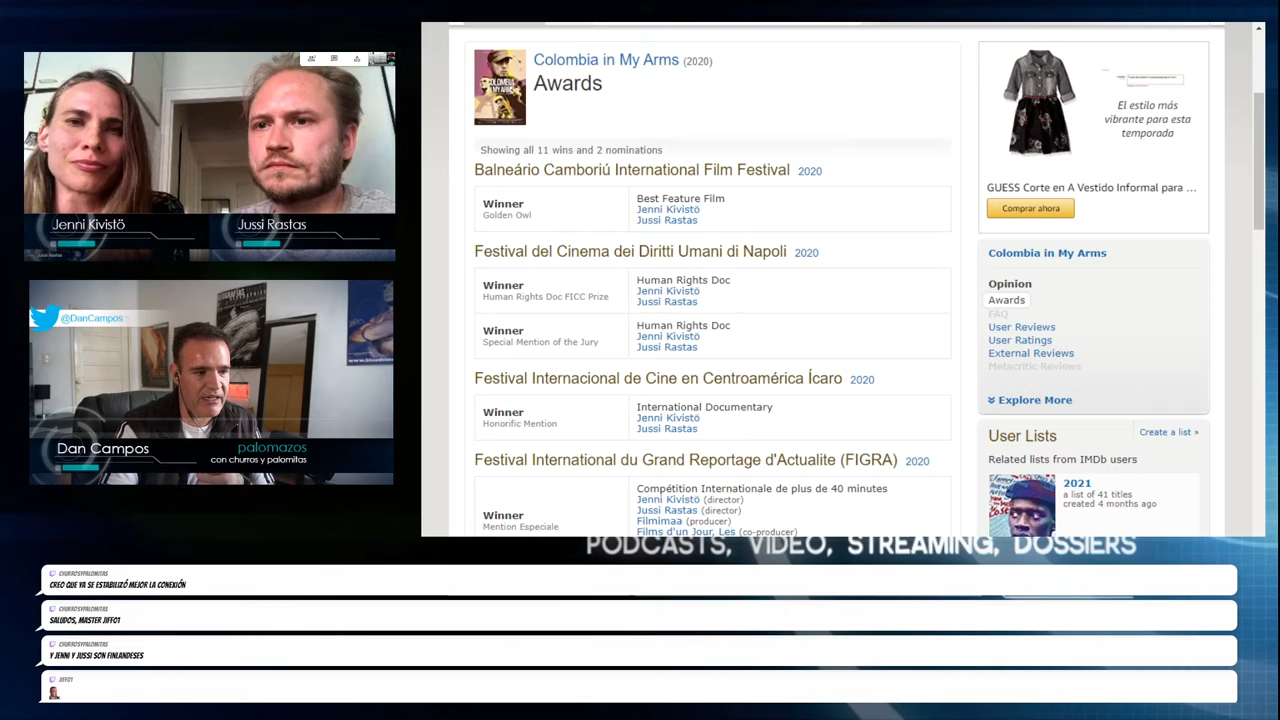 Jenni Kivistö
Jussi Rastas
@DanCampos
Dan Campos
palomazos
con churros y palomitas
COLOMBIA
IN MY ARMS
Colombia in My Arms (2020)
Awards
Showing all 11 wins and 2 nominations
Balneário Camboriú International Film Festival 2020
Winner
Golden Owl
Best Feature Film
Jenni Kivistö
Jussi Rastas
Festival del Cinema dei Diritti Umani di Napoli 2020
Winner
Human Rights Doc FICC Prize
Human Rights Doc
Jenni Kivistö
Jussi Rastas
Winner
Special Mention of the Jury
Human Rights Doc
Jenni Kivistö
Jussi Rastas
Festival Internacional de Cine en Centroamérica Ícaro 2020
Winner
Honorific Mention
International Documentary
Jenni Kivistö
Jussi Rastas
Festival International du Grand Reportage d'Actualite (FIGRA) 2020
Winner
Mention Especiale
Compétition Internationale de plus de 40 minutes
Jenni Kivistö (director)
Jussi Rastas (director)
Filmimaa (producer)
Films d'un Jour, Les (co-producer)
El estilo más
vibrante para esta
temporada
GUESS Corte en A Vestido Informal para ...
Comprar ahora
Colombia in My Arms
Opinion
Awards
FAQ
User Reviews
User Ratings
External Reviews
Metacritic Reviews
Explore More
User Lists
Create a list »
Related lists from IMDb users
2021
a list of 41 titles
created 4 months ago
PODCASTS, VIDEO, STREAMING, DOSSIERS
CHURROSYPALOMITAS
CREO QUE YA SE ESTABILIZÓ MEJOR LA CONEXIÓN
CHURROSYPALOMITAS
SALUDOS, MASTER JIFF01
CHURROSYPALOMITAS
Y JENNI Y JUSSI SON FINLANDESES
JIFF01